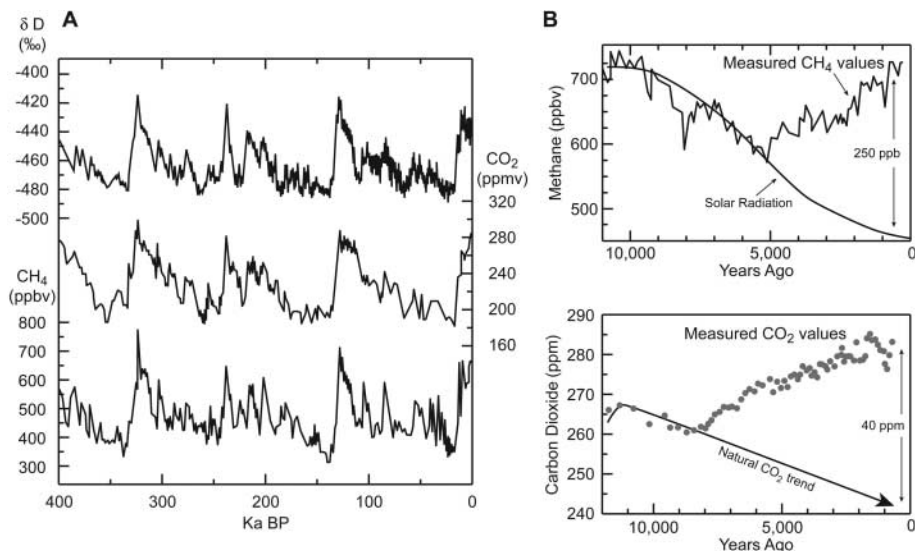 A
δ D
(‰)
-400
-420
-440
-460
-480
-500
CO₂
(ppmv)
320
280
240
200
160
CH₄
(ppbv)
800
700
600
500
400
300
400
300
200
100
0
Ka BP
B
Methane (ppbv)
700
600
500
Measured CH₄ values
250 ppb
Solar Radiation
10,000
5,000
0
Years Ago
Carbon Dioxide (ppm)
290
280
270
260
250
240
Measured CO₂ values
40 ppm
Natural CO₂ trend
10,000
5,000
0
Years Ago